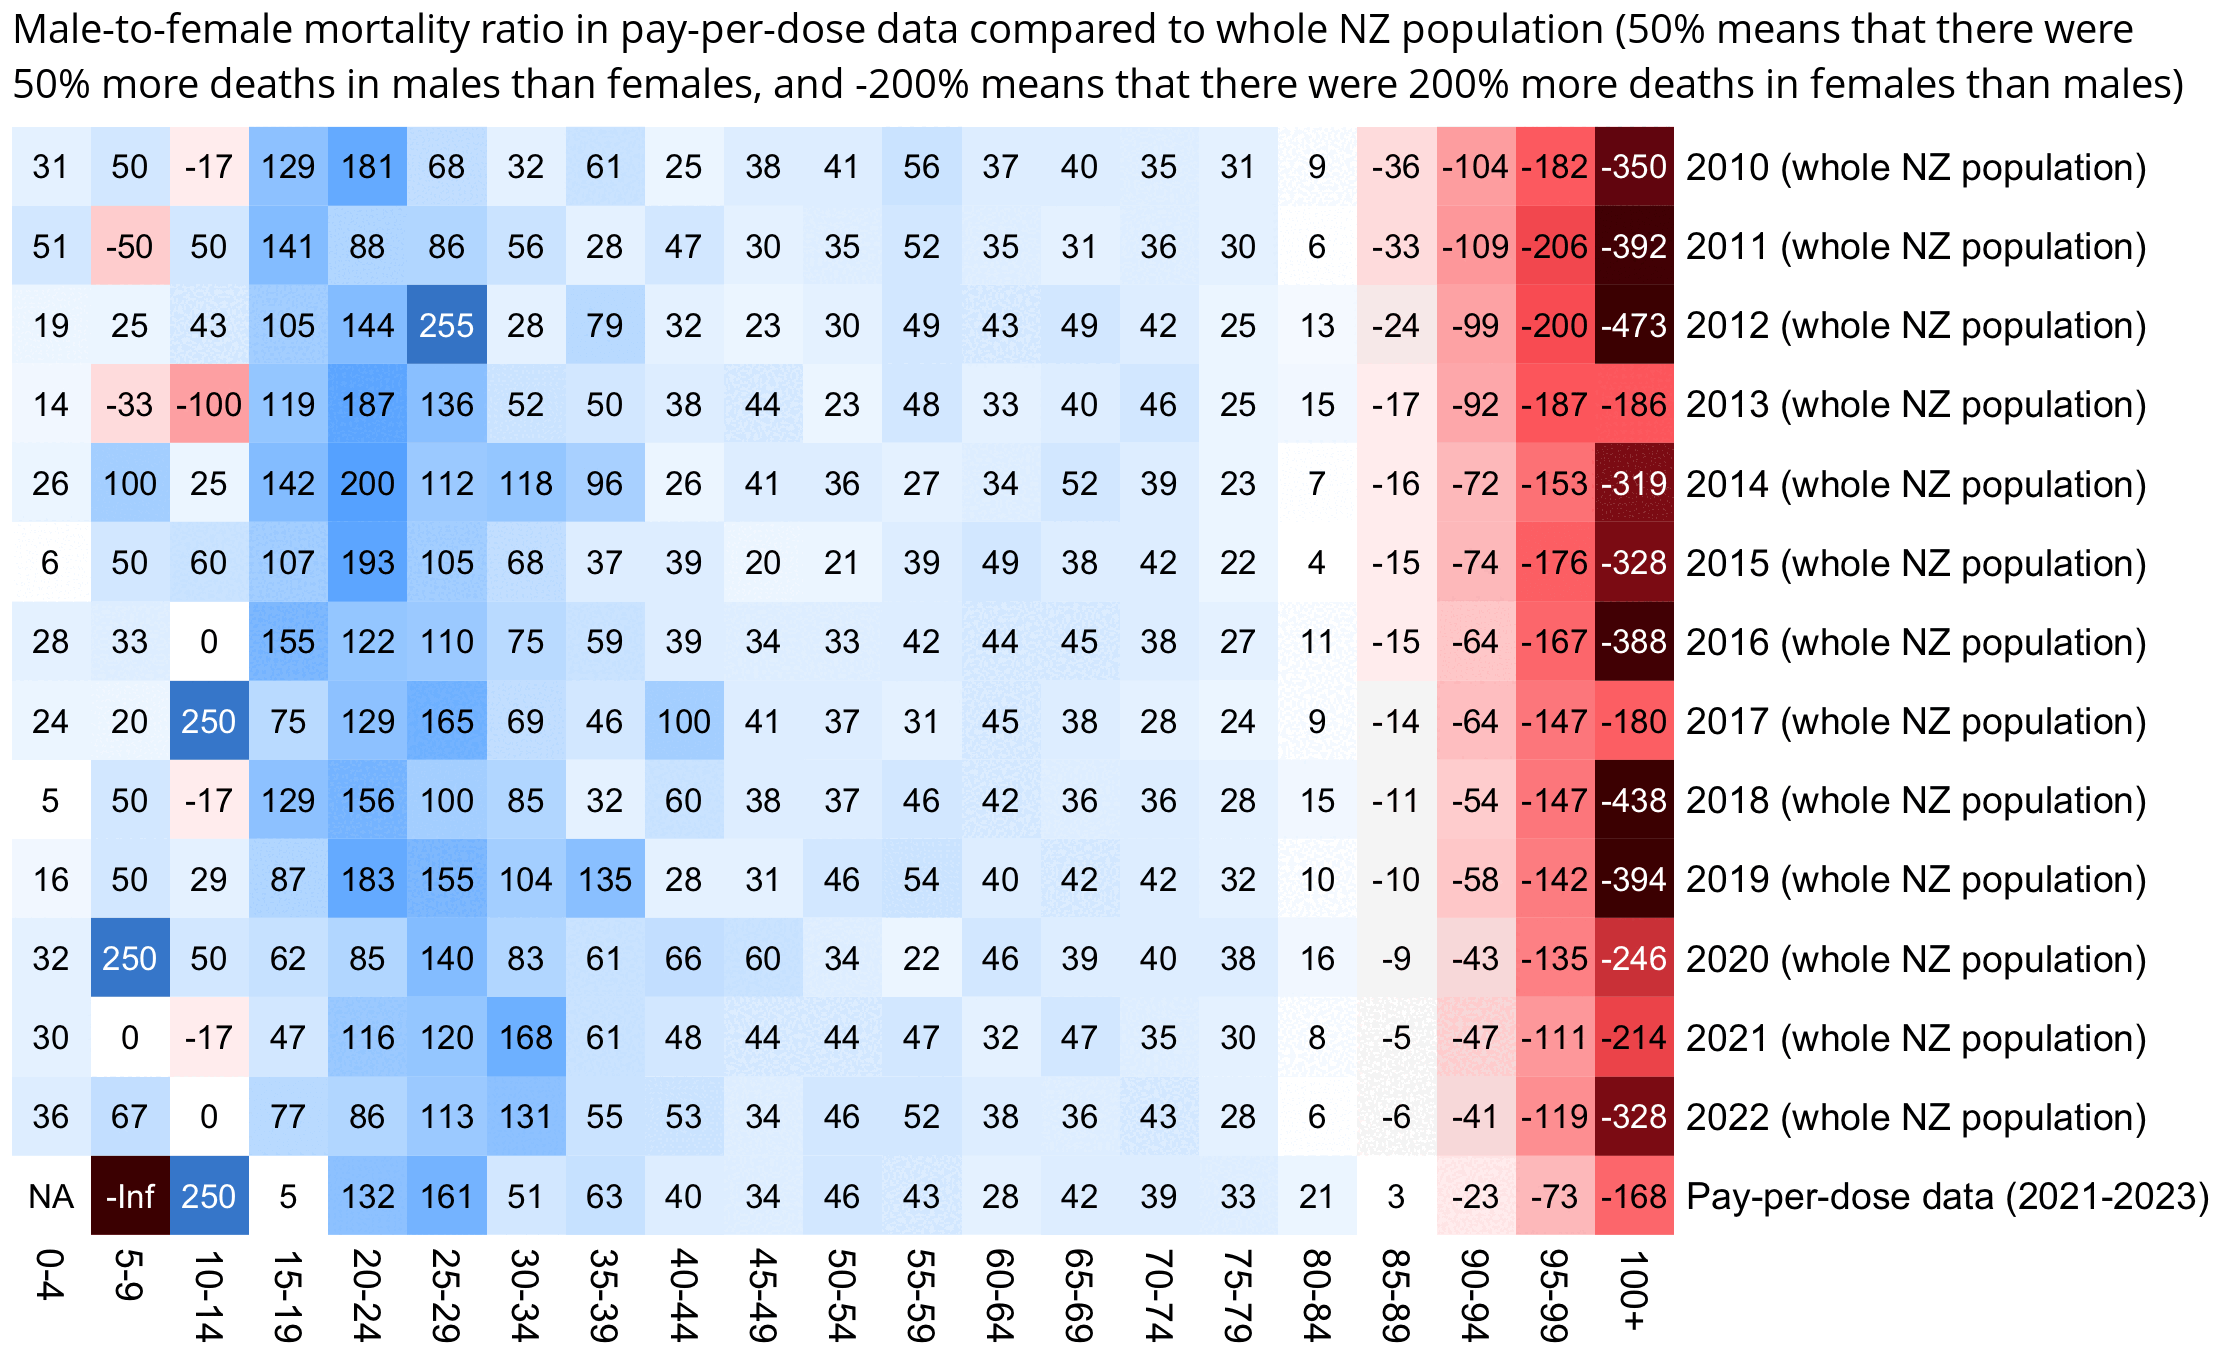 Male-to-female mortality ratio in pay-per-dose data compared to whole NZ population (50% means that there were
50% more deaths in males than females, and -200% means that there were 200% more deaths in females than males)
31 50 -17 129 181 68 32 61 25 38 41 56 37 40 35 31 9 -36 -104 -182 -350 2010 (whole NZ population)
51 -50 50 141 88 86 56 28 47 30 35 52 35 31 36 30 6 -33 -109 -206 -392 2011 (whole NZ population)
19 25 43 105 144 255 28 79 32 23 30 49 43 49 42 25 13 -24 -99 -200 -473 2012 (whole NZ population)
14 -33 -100 119 187 136 52 50 38 44 23 48 33 40 46 25 15 -17 -92 -187 -186 2013 (whole NZ population)
26 100 25 142 200 112 118 96 26 41 36 27 34 52 39 23 7 -16 -72 -153 -319 2014 (whole NZ population)
6 50 60 107 193 105 68 37 39 20 21 39 49 38 42 22 4 -15 -74 -176 -328 2015 (whole NZ population)
28 33 0 155 122 110 75 59 39 34 33 42 44 45 38 27 11 -15 -64 -167 -388 2016 (whole NZ population)
24 20 250 75 129 165 69 46 100 41 37 31 45 38 28 24 9 -14 -64 -147 -180 2017 (whole NZ population)
5 50 -17 129 156 100 85 32 60 38 37 46 42 36 36 28 15 -11 -54 -147 -438 2018 (whole NZ population)
16 50 29 87 183 155 104 135 28 31 46 54 40 42 42 32 10 -10 -58 -142 -394 2019 (whole NZ population)
32 250 50 62 85 140 83 61 66 60 34 22 46 39 40 38 16 -9 -43 -135 -246 2020 (whole NZ population)
30 0 -17 47 116 120 168 61 48 44 44 47 32 47 35 30 8 -5 -47 -111 -214 2021 (whole NZ population)
36 67 0 77 86 113 131 55 53 34 46 52 38 36 43 28 6 -6 -41 -119 -328 2022 (whole NZ population)
NA -Inf 250 5 132 161 51 63 40 34 46 43 28 42 39 33 21 3 -23 -73 -168 Pay-per-dose data (2021-2023)
0-4 5-9 10-14 15-19 20-24 25-29 30-34 35-39 40-44 45-49 50-54 55-59 60-64 65-69 70-74 75-79 80-84 85-89 90-94 95-99 100+